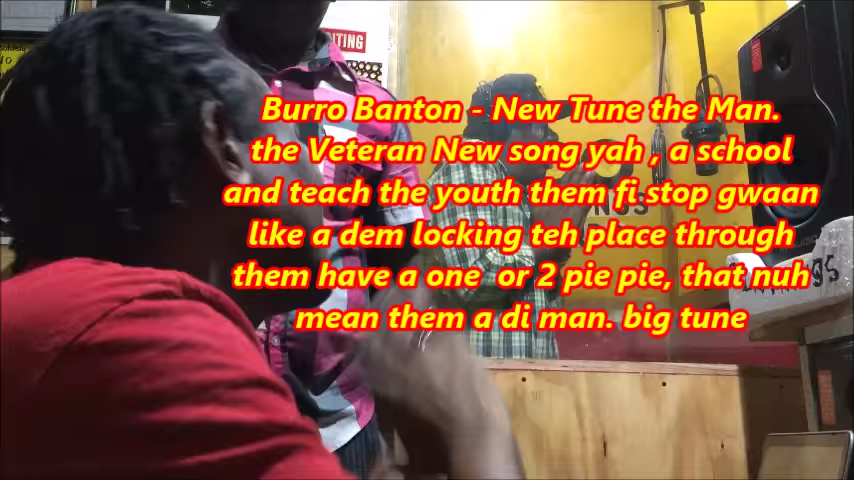 ITING
Burro Banton - New Tune the Man.
the Veteran New song yah , a school
and teach the youth them fi stop gwaan
like a dem locking teh place through
them have a one or 2 pie pie, that nuh
mean them a di man. big tune
NGS